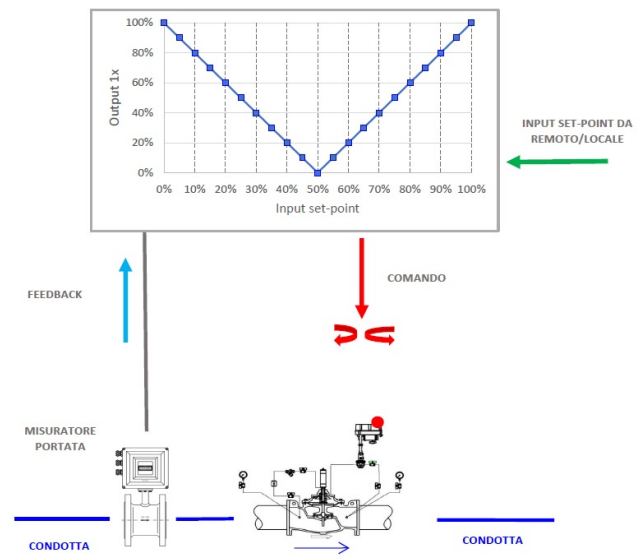 100%
80%
60%
40%
20%
0%
Output 1x
0% 10% 20% 30% 40% 50% 60% 70% 80% 90% 100%
Input set-point
INPUT SET-POINT DA
REMOTO/LOCALE
FEEDBACK
COMANDO
MISURATORE
PORTATA
CONDOTTA
CONDOTTA